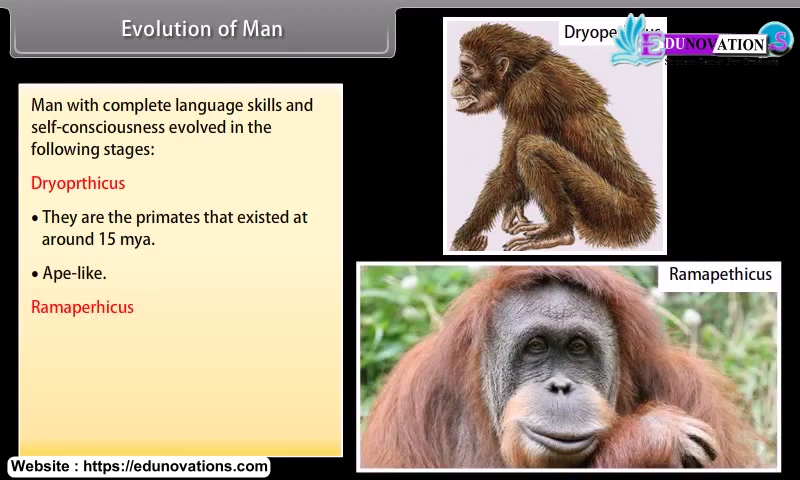 Evolution of Man
Man with complete language skills and
self-consciousness evolved in the
following stages:
Dryoprthicus
• They are the primates that existed at
around 15 mya.
• Ape-like.
Ramaperhicus
EDUNOVATIONS
Ramapethicus
Website : https://edunovations.com